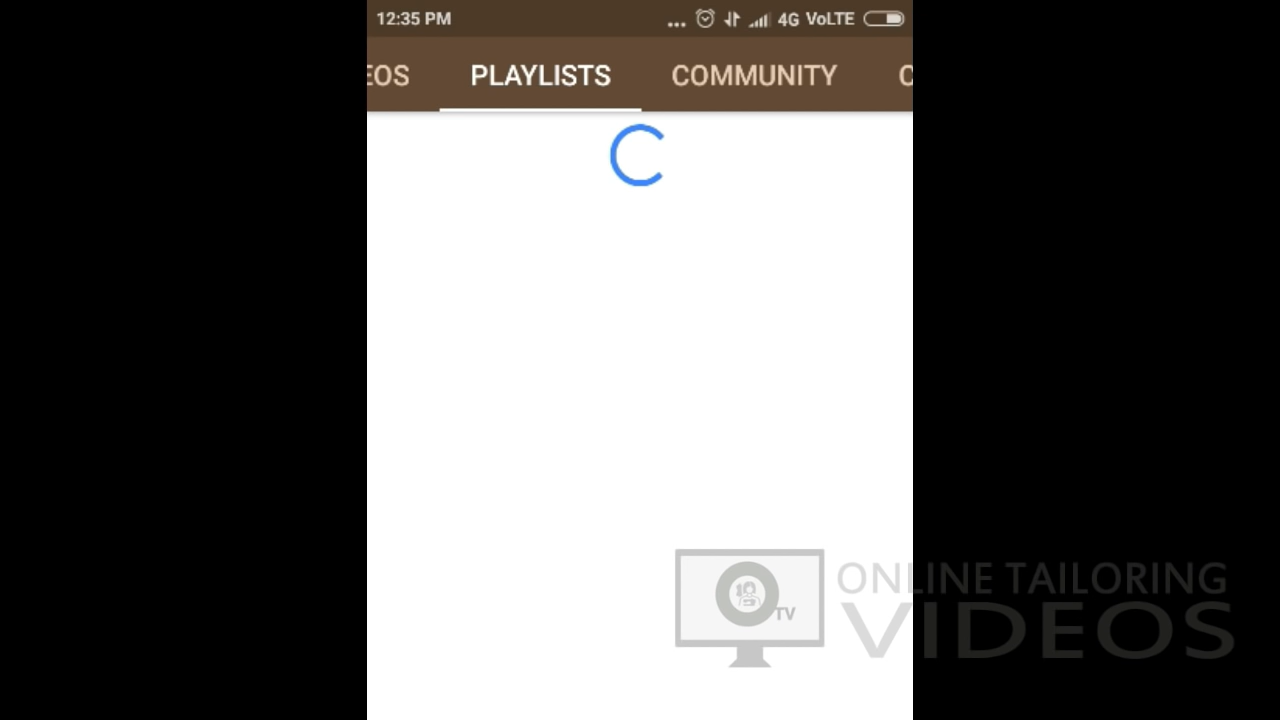 12:35 PM ... 4G VoLTE
EOS PLAYLISTS COMMUNITY C
TV
ONLINE TAILORING
VIDEOS